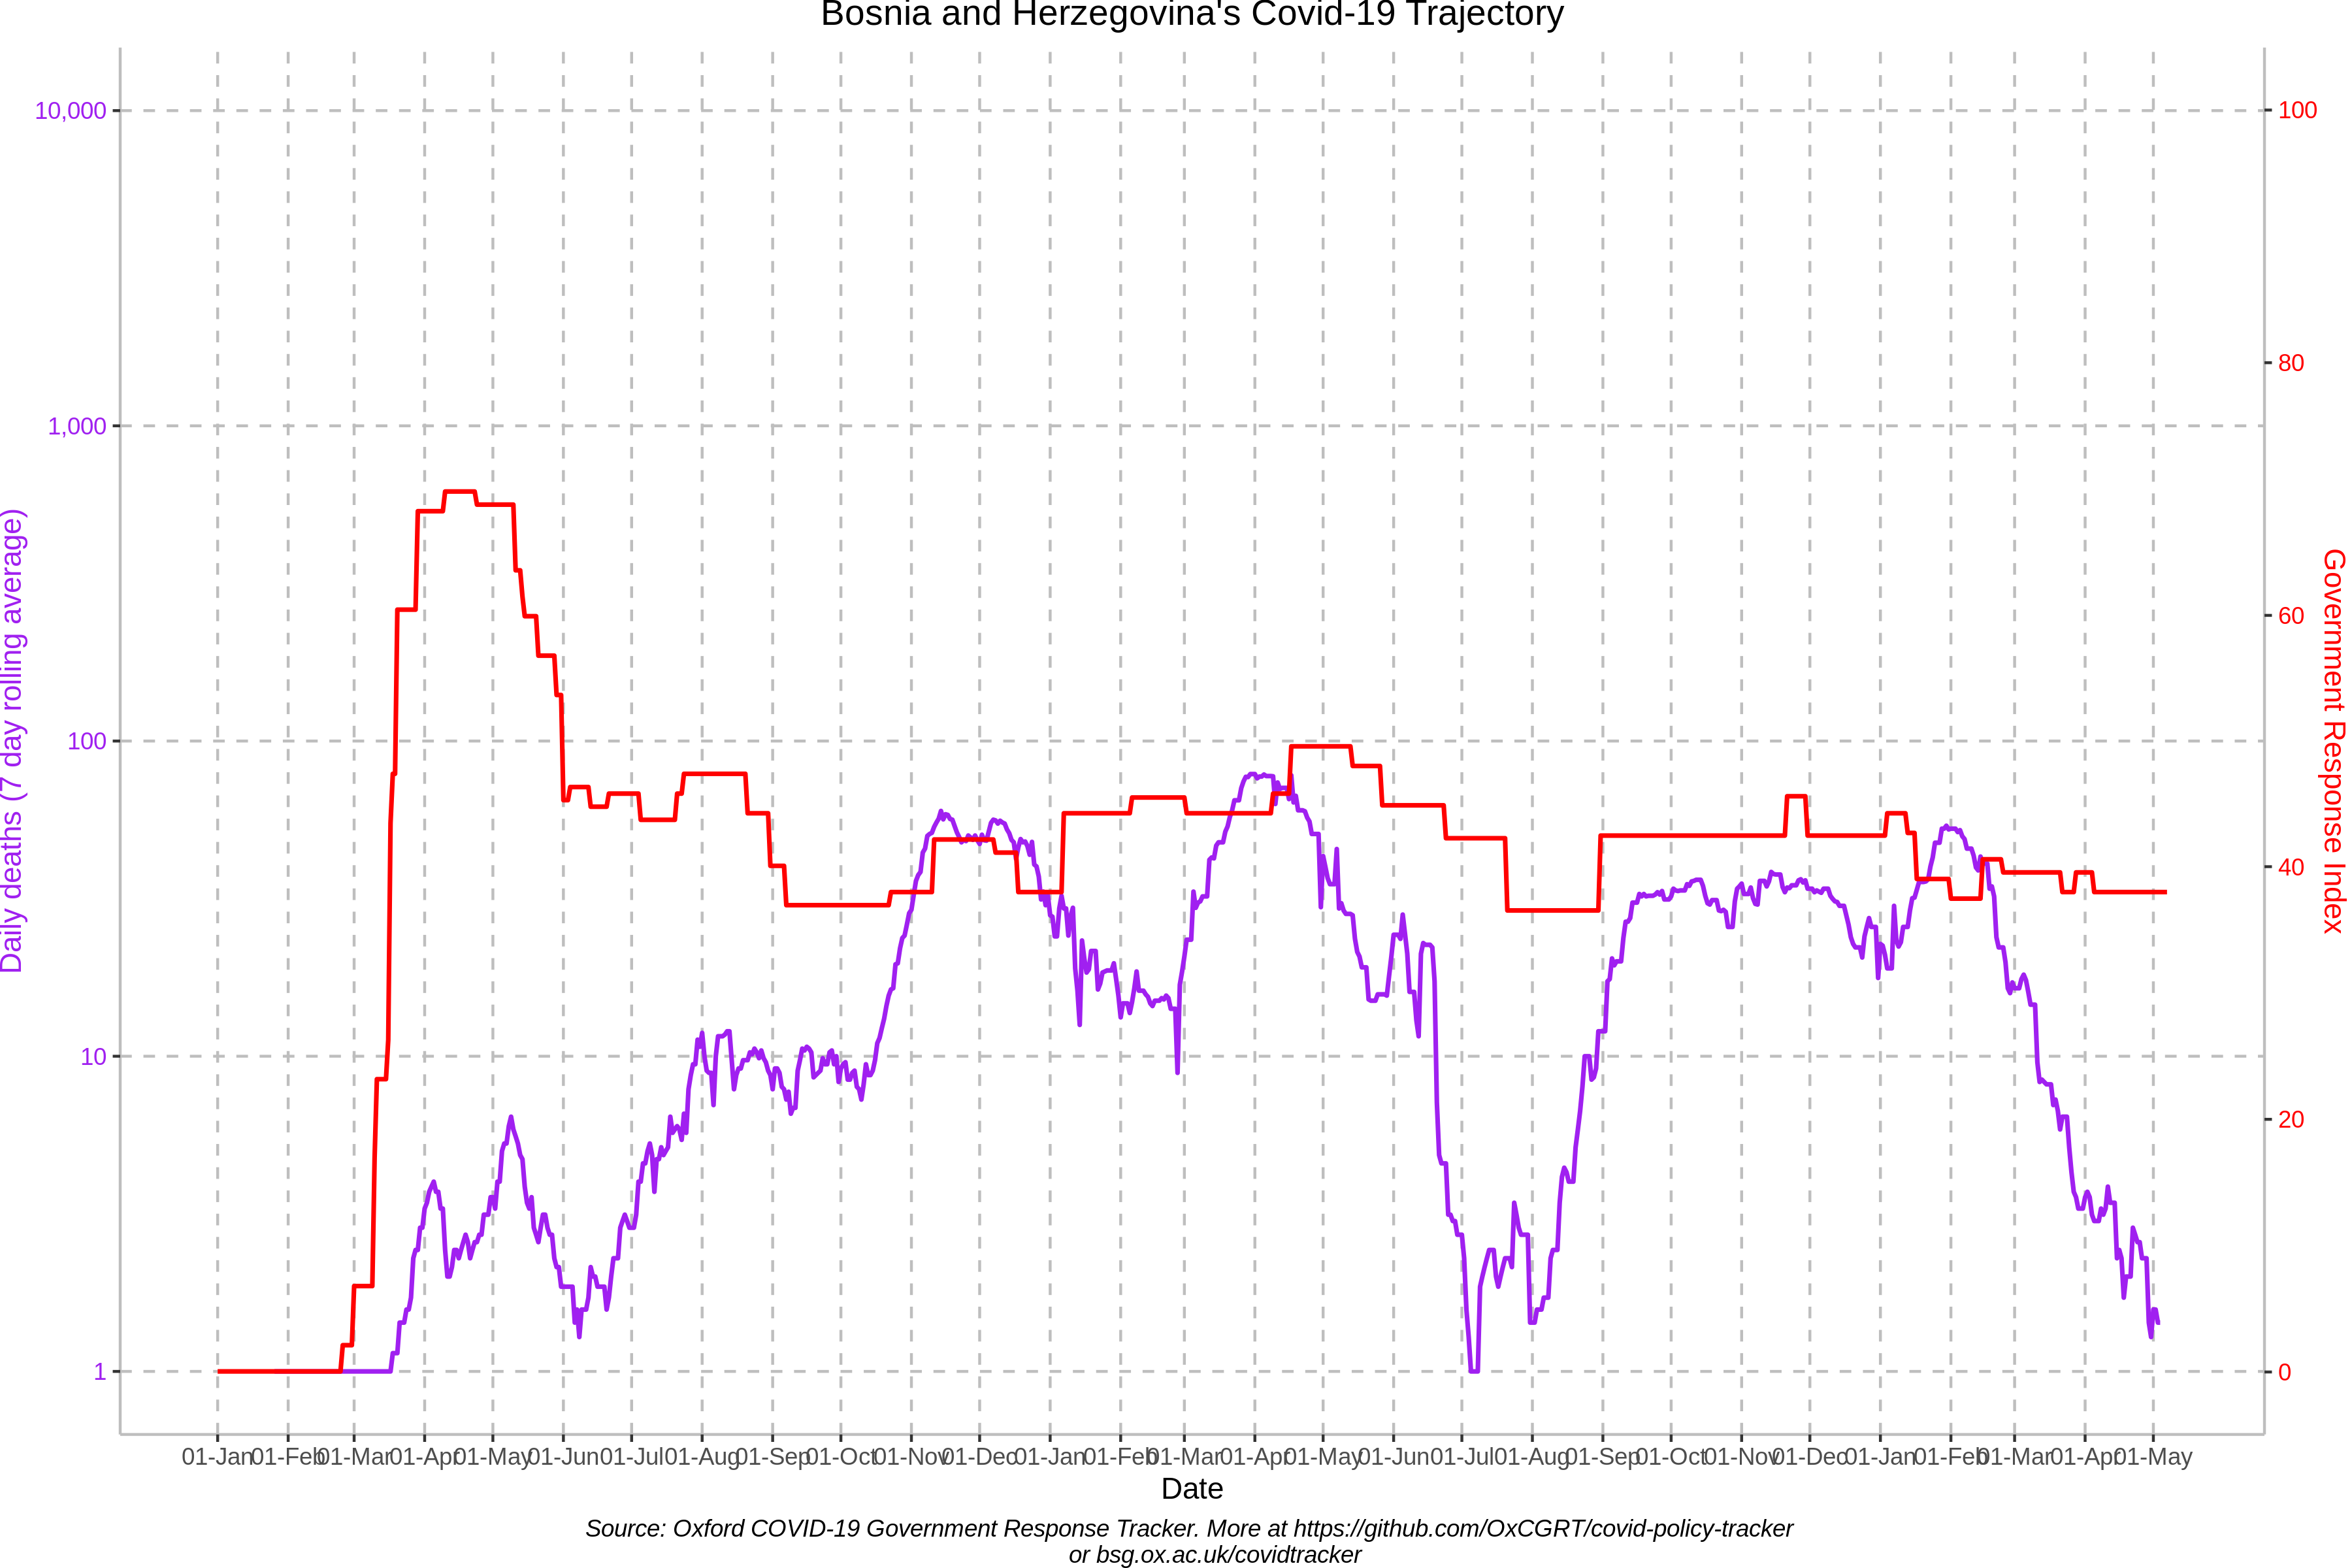 Bosnia and Herzegovina's Covid-19 Trajectory
Daily deaths (7 day rolling average)
10,000
1,000
100
10
1
100
80
60
40
20
0
Government Response Index
01-Jan 01-Feb 01-Mar 01-Apr 01-May 01-Jun 01-Jul 01-Aug 01-Sep 01-Oct 01-Nov 01-Dec 01-Jan 01-Feb 01-Mar 01-Apr 01-May 01-Jun 01-Jul 01-Aug 01-Sep 01-Oct 01-Nov 01-Dec 01-Jan 01-Feb 01-Mar 01-Apr 01-May
Date
Source: Oxford COVID-19 Government Response Tracker. More at https://github.com/OxCGRT/covid-policy-tracker
or bsg.ox.ac.uk/covidtracker